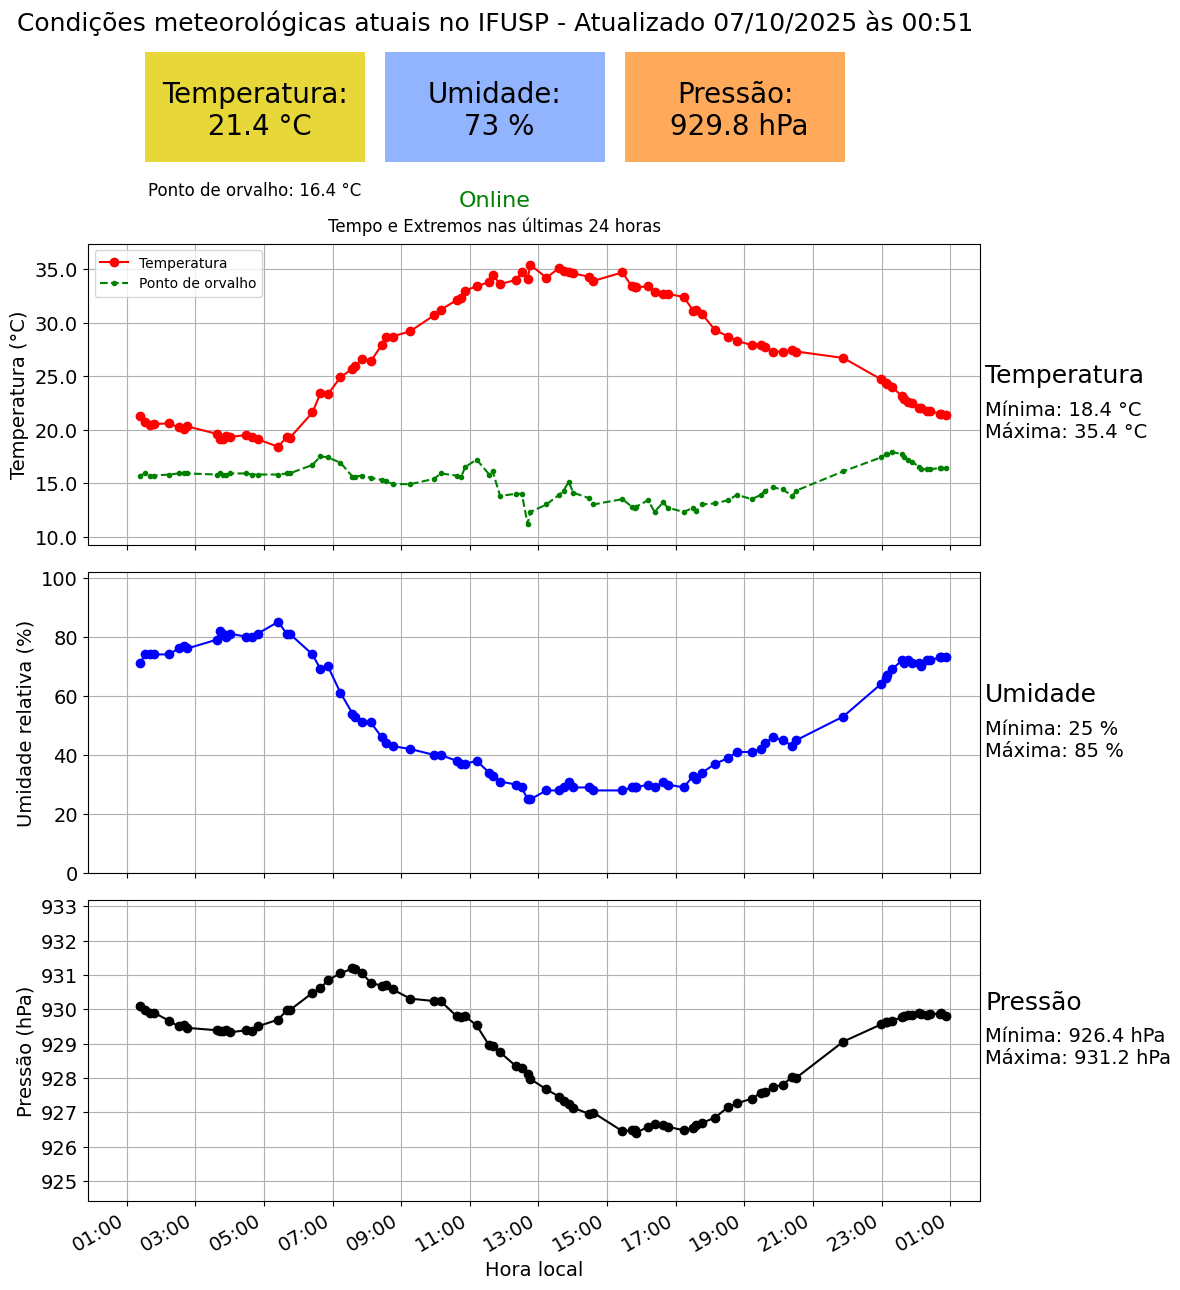 Condições meteorológicas atuais no IFUSP - Atualizado 07/10/2025 às 00:51
Temperatura:
21.4 °C
Umidade:
73 %
Pressão:
929.8 hPa
Ponto de orvalho: 16.4 °C
Online
Tempo e Extremos nas últimas 24 horas
Temperatura (°C)
35.0
30.0
25.0
20.0
15.0
10.0
Temperatura
Ponto de orvalho
Temperatura
Mínima: 18.4 °C
Máxima: 35.4 °C
Umidade relativa (%)
100
80
60
40
20
0
Umidade
Mínima: 25 %
Máxima: 85 %
Pressão (hPa)
933
932
931
930
929
928
927
926
925
Pressão
Mínima: 926.4 hPa
Máxima: 931.2 hPa
01:00 03:00 05:00 07:00 09:00 11:00 13:00 15:00 17:00 19:00 21:00 23:00 01:00
Hora local